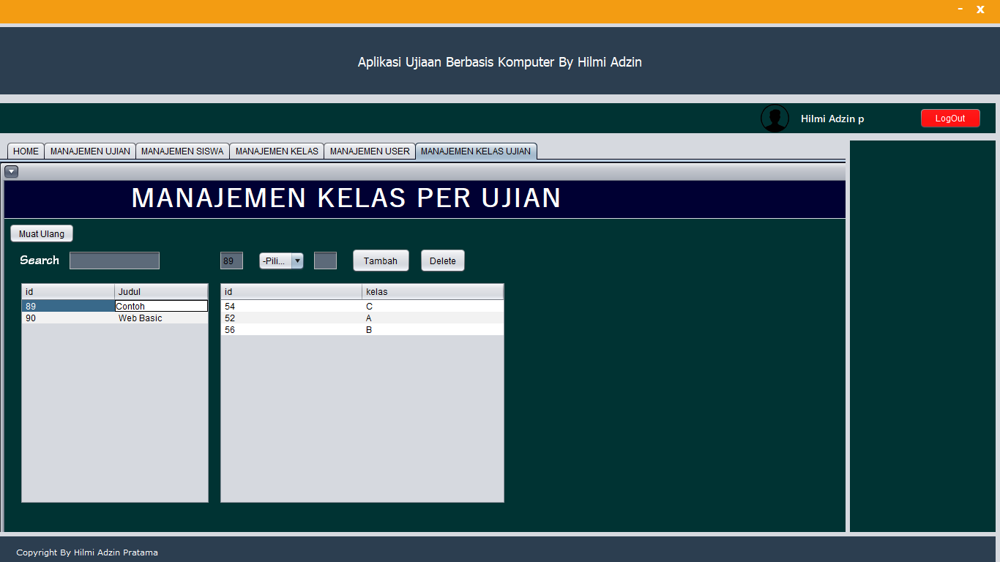 - x
Aplikasi Ujiaan Berbasis Komputer By Hilmi Adzin
Hilmi Adzin p LogOut
HOME MANAJEMEN UJIAN MANAJEMEN SISWA MANAJEMEN KELAS MANAJEMEN USER MANAJEMEN KELAS UJIAN
MANAJEMEN KELAS PER UJIAN
Muat Ulang
Search 89 -Pili... Tambah Delete
id Judul id kelas
89 Contoh 54 C
90 Web Basic 52 A
56 B
Copyright By Hilmi Adzin Pratama